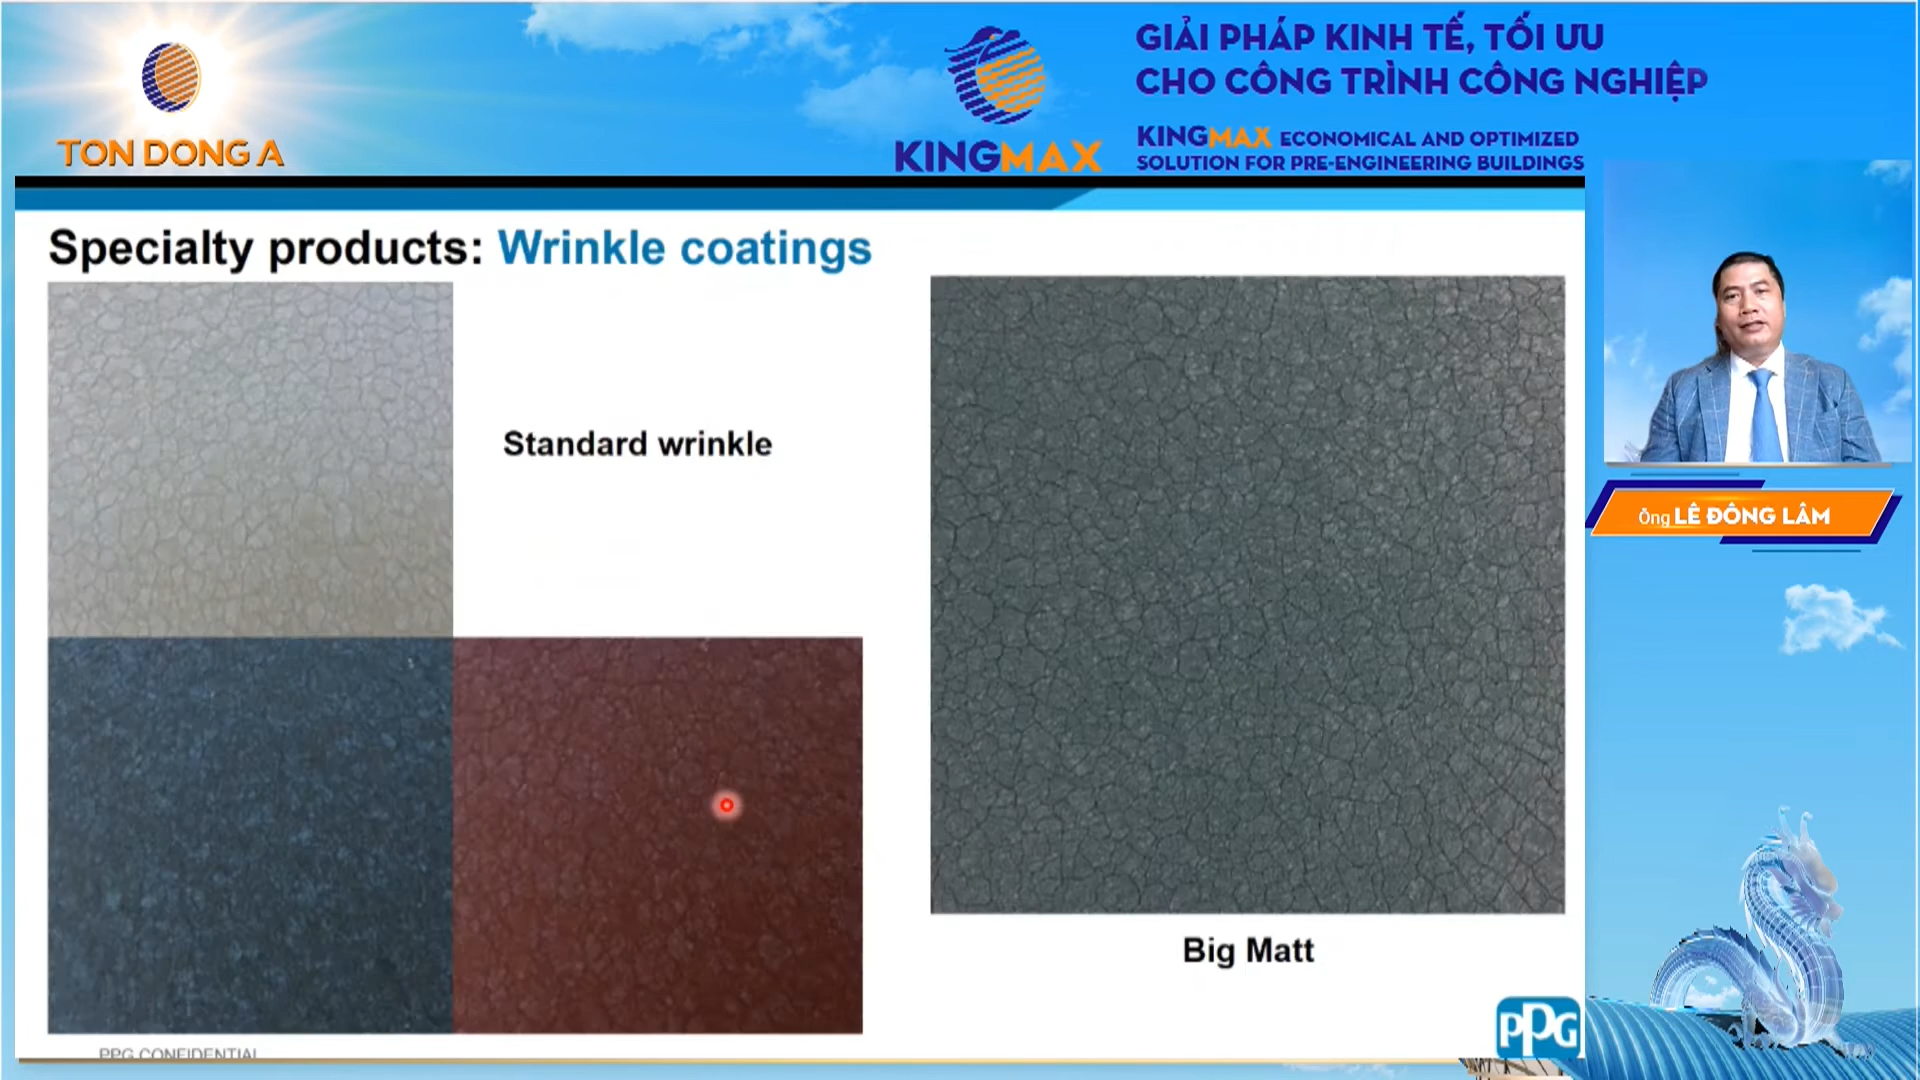 TON DONG A
KINGMAX
GIẢI PHÁP KINH TẾ, TỐI ƯU
CHO CÔNG TRÌNH CÔNG NGHIỆP
KINGMAX ECONOMICAL AND OPTIMIZED
SOLUTION FOR PRE-ENGINEERING BUILDINGS
Specialty products: Wrinkle coatings
Standard wrinkle
Big Matt
PPG CONFIDENTIAL
PPG
Ông LÊ ĐÔNG LÂM